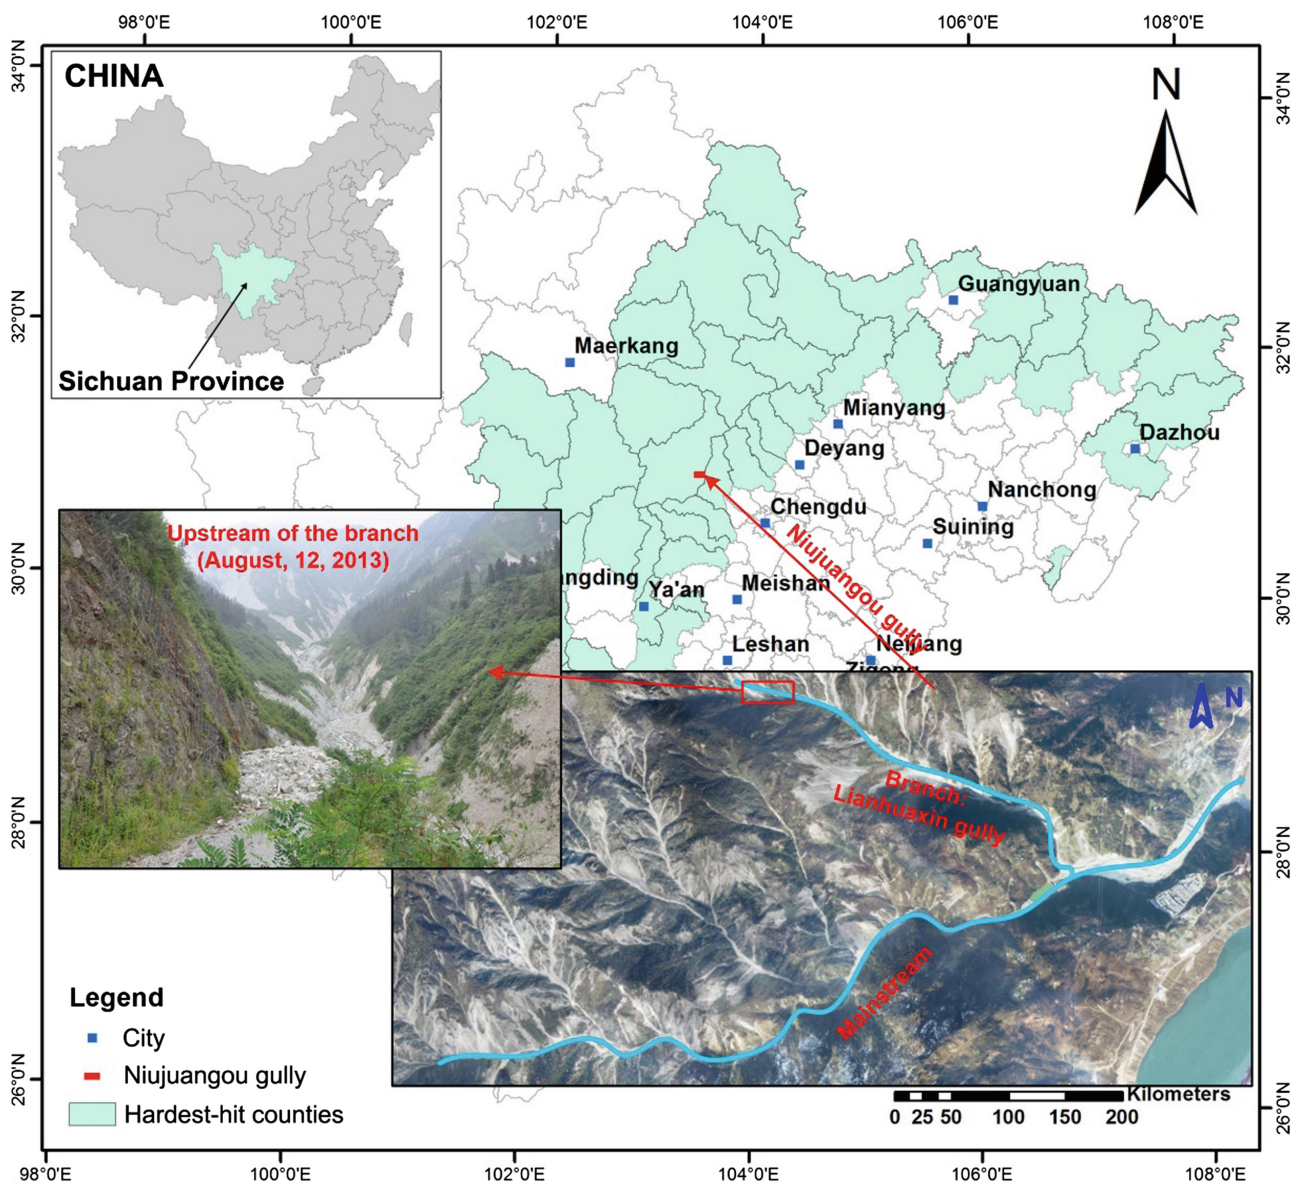 98°0'E 100°0'E 102°0'E 104°0'E 106°0'E 108°0'E
34°0'N
32°0'N
30°0'N
28°0'N
26°0'N
34°0'N
32°0'N
30°0'N
28°0'N
26°0'N
CHINA
Sichuan Province
N
Guangyuan
Maerkang
Mianyang
Dazhou
Deyang
Nanchong
Chengdu
Suining
Niujuangou gully
angding
Ya'an
Meishan
Leshan
Neijiang
Zigong
Upstream of the branch
(August, 12, 2013)
N
Branch:
Lianhuaxin gully
Mainstream
Legend
City
Niujuangou gully
Hardest-hit counties
Kilometers
0 25 50 100 150 200
98°0'E 100°0'E 102°0'E 104°0'E 106°0'E 108°0'E